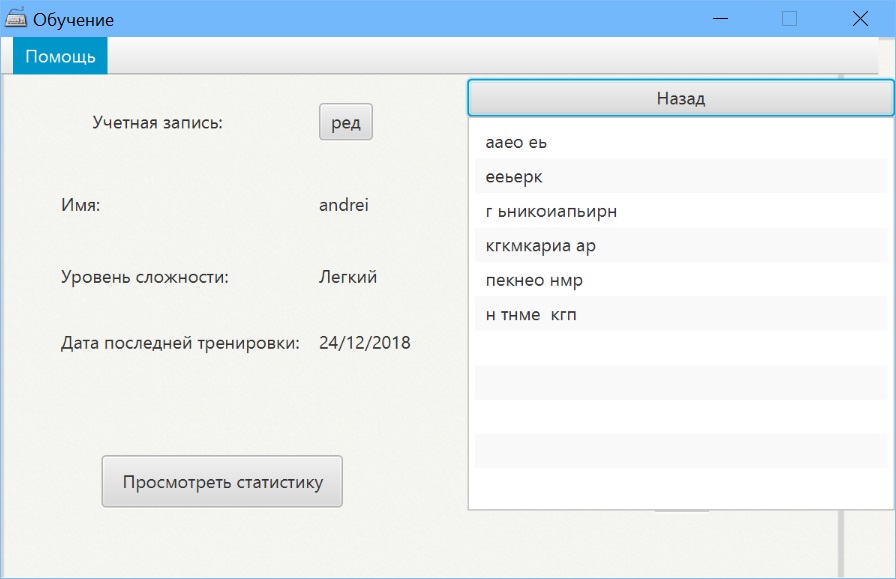 Обучение
Помощь
Учетная запись: ред
Имя: andrei
Уровень сложности: Легкий
Дата последней тренировки: 24/12/2018
Просмотреть статистику
Назад
ааео еь
ееьерк
г ьникоиапьирн
кгкмкариа ар
пекнео нмр
н тнме  кгп